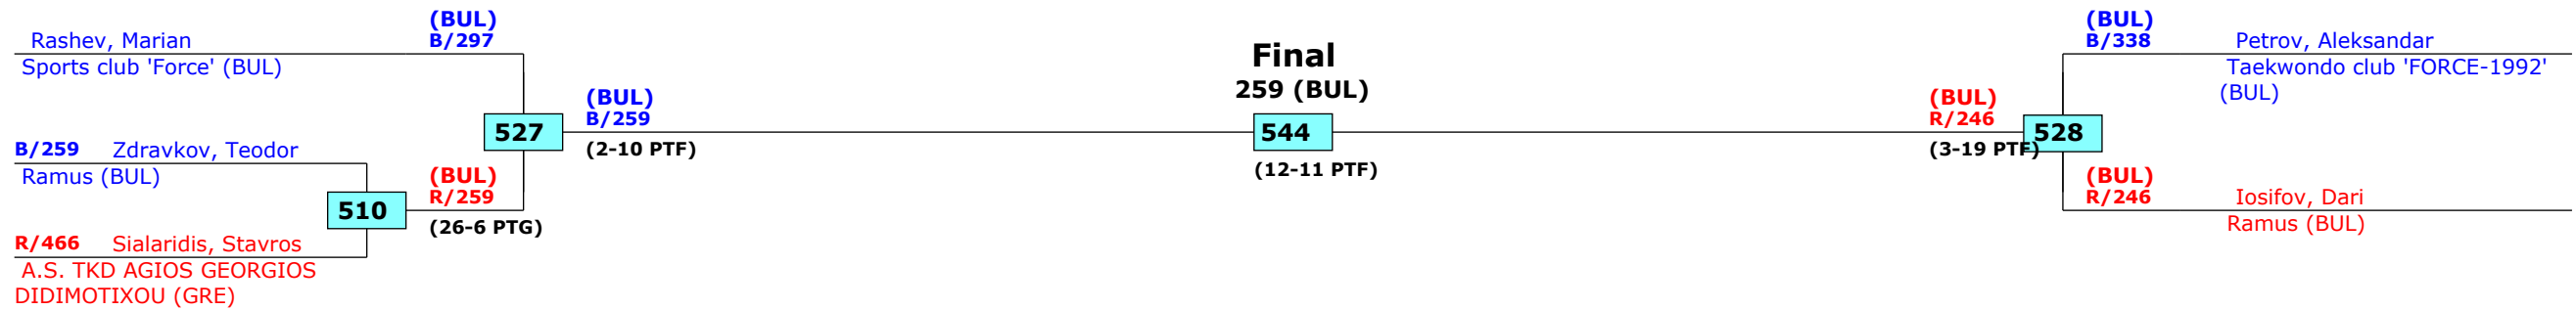 (BUL)
B/297
Rashev, Marian
Sports club 'Force' (BUL)
B/259 Zdravkov, Teodor
Ramus (BUL)
R/466 Sialaridis, Stavros
A.S. TKD AGIOS GEORGIOS
DIDIMOTIXOU (GRE)
510
(BUL)
R/259
(26-6 PTG)
527
(BUL)
B/259
(2-10 PTF)
Final
259 (BUL)
544
(12-11 PTF)
(BUL)
R/246
(3-19 PTF)
528
(BUL)
B/338 Petrov, Aleksandar
Taekwondo club 'FORCE-1992'
(BUL)
(BUL)
R/246 Iosifov, Dari
Ramus (BUL)